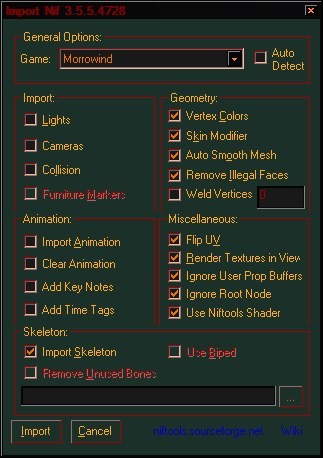 Import Nif 3.5.5.4728
General Options:
Game: Morrowind
Auto Detect
Import:
Lights
Cameras
Collision
Furniture Markers
Geometry:
Vertex Colors
Skin Modifier
Auto Smooth Mesh
Remove Illegal Faces
Weld Vertices 0
Animation:
Import Animation
Clear Animation
Add Key Notes
Add Time Tags
Miscellaneous:
Flip UV
Render Textures in View
Ignore User Prop Buffers
Ignore Root Node
Use Niftools Shader
Skeleton:
Import Skeleton
Use Biped
Remove Unused Bones
...
Import
Cancel
niftools.sourceforge.net
Wiki